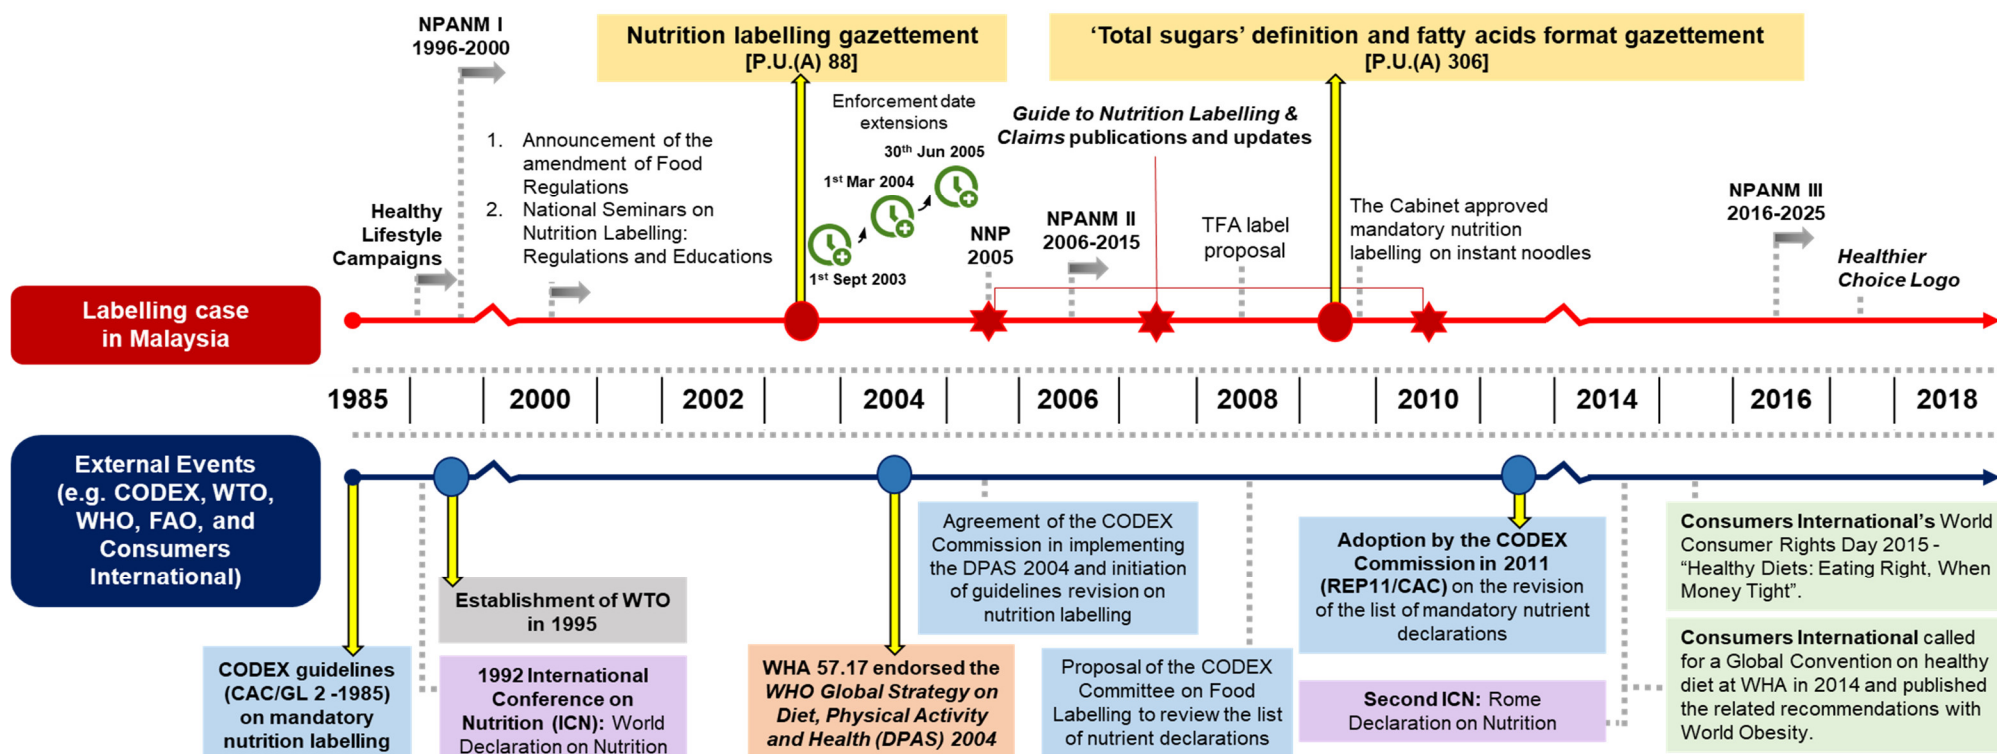 NPANM I
1996-2000
Nutrition labelling gazettement
[P.U.(A) 88]
‘Total sugars’ definition and fatty acids format gazettement
[P.U.(A) 306]
Healthy
Lifestyle
Campaigns
1. Announcement of the
amendment of Food
Regulations
2. National Seminars on
Nutrition Labelling:
Regulations and Educations
Enforcement date
extensions
30th Jun 2005
1st Mar 2004
1st Sept 2003
NNP
2005
NPANM II
2006-2015
Guide to Nutrition Labelling &
Claims publications and updates
TFA label
proposal
The Cabinet approved
mandatory nutrition
labelling on instant noodles
NPANM III
2016-2025
Healthier
Choice Logo
Labelling case
in Malaysia
1985
2000
2002
2004
2006
2008
2010
2014
2016
2018
External Events
(e.g. CODEX, WTO,
WHO, FAO, and
Consumers
International)
CODEX guidelines
(CAC/GL 2 -1985)
on mandatory
nutrition labelling
Establishment of WTO
in 1995
1992 International
Conference on
Nutrition (ICN): World
Declaration on Nutrition
WHA 57.17 endorsed the
WHO Global Strategy on
Diet, Physical Activity
and Health (DPAS) 2004
Agreement of the CODEX
Commission in implementing
the DPAS 2004 and initiation
of guidelines revision on
nutrition labelling
Proposal of the CODEX
Committee on Food
Labelling to review the list
of nutrient declarations
Adoption by the CODEX
Commission in 2011
(REP11/CAC) on the revision
of the list of mandatory nutrient
declarations
Second ICN: Rome
Declaration on Nutrition
Consumers International’s World
Consumer Rights Day 2015 -
“Healthy Diets: Eating Right, When
Money Tight”.
Consumers International called
for a Global Convention on healthy
diet at WHA in 2014 and published
the related recommendations with
World Obesity.